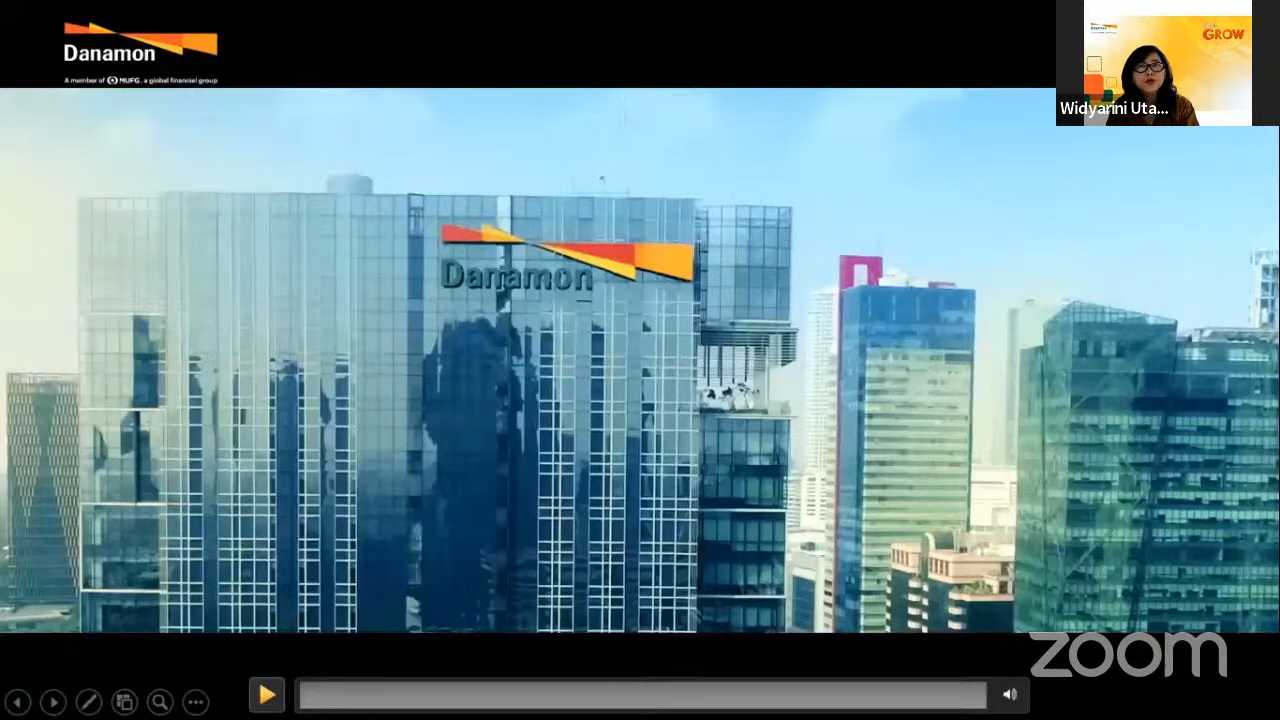 Danamon
A member of MUFG, a global financial group
GROW
Widyarini Uta...
Danamon
zoom